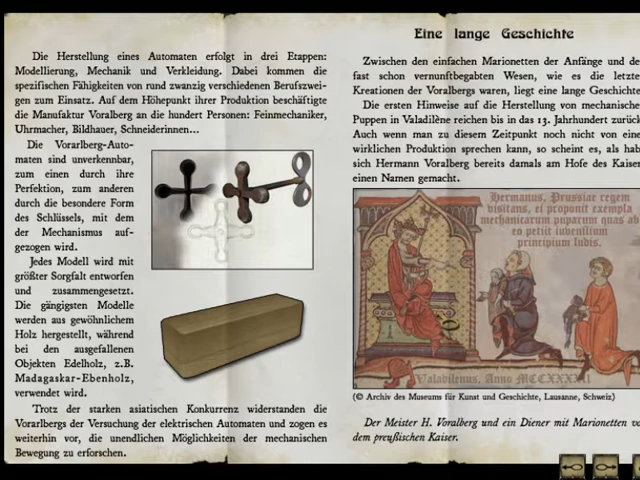 Die Herstellung eines Automaten erfolgt in drei Etappen:
Modellierung, Mechanik und Verkleidung. Dabei kommen die
spezifischen Fähigkeiten von rund zwanzig verschiedenen Berufszwei-
gen zum Einsatz. Auf dem Höhepunkt ihrer Produktion beschäftigte
die Manufaktur Voralberg an die hundert Personen: Feinmechaniker,
Uhrmacher, Bildhauer, Schneiderinnen...
Die Vorarlberg-Auto-
maten sind unverkennbar,
zum einen durch ihre
Perfektion, zum anderen
durch die besondere Form
des Schlüssels, mit dem
der Mechanismus auf-
gezogen wird.
Jedes Modell wird mit
größter Sorgfalt entworfen
und zusammengesetzt.
Die gängigsten Modelle
werden aus gewöhnlichem
Holz hergestellt, während
bei den ausgefallenen
Objekten Edelholz, z.B.
Madagaskar-Ebenholz,
verwendet wird.
Trotz der starken asiatischen Konkurrenz widerstanden die
Vorarlbergs der Versuchung der elektrischen Automaten und zogen es
weiterhin vor, die unendlichen Möglichkeiten der mechanischen
Bewegung zu erforschen.
Eine lange Geschichte
Zwischen den einfachen Marionetten der Anfänge und de
fast schon vernunftbegabten Wesen, wie es die letzte
Kreationen der Voralbergs waren, liegt eine lange Geschichte
Die ersten Hinweise auf die Herstellung von mechanische
Puppen in Valadilène reichen bis in das 13. Jahrhundert zurück
Auch wenn man zu diesem Zeitpunkt noch nicht von eine
wirklichen Produktion sprechen kann, so scheint es, als hab
sich Hermann Voralberg bereits damals am Hofe des Kaiser
einen Namen gemacht.
Hermanus, Prussiae regem
visitans, ei proponit exempla
mechanicarum puparum quas ab
eo petiit iuvenilium
principium ludis.
Valadilenus, Anno
(© Archiv des Museums für Kunst und Geschichte, Lausanne, Schweiz)
Der Meister H. Voralberg und ein Diener mit Marionetten vo
dem preußischen Kaiser.